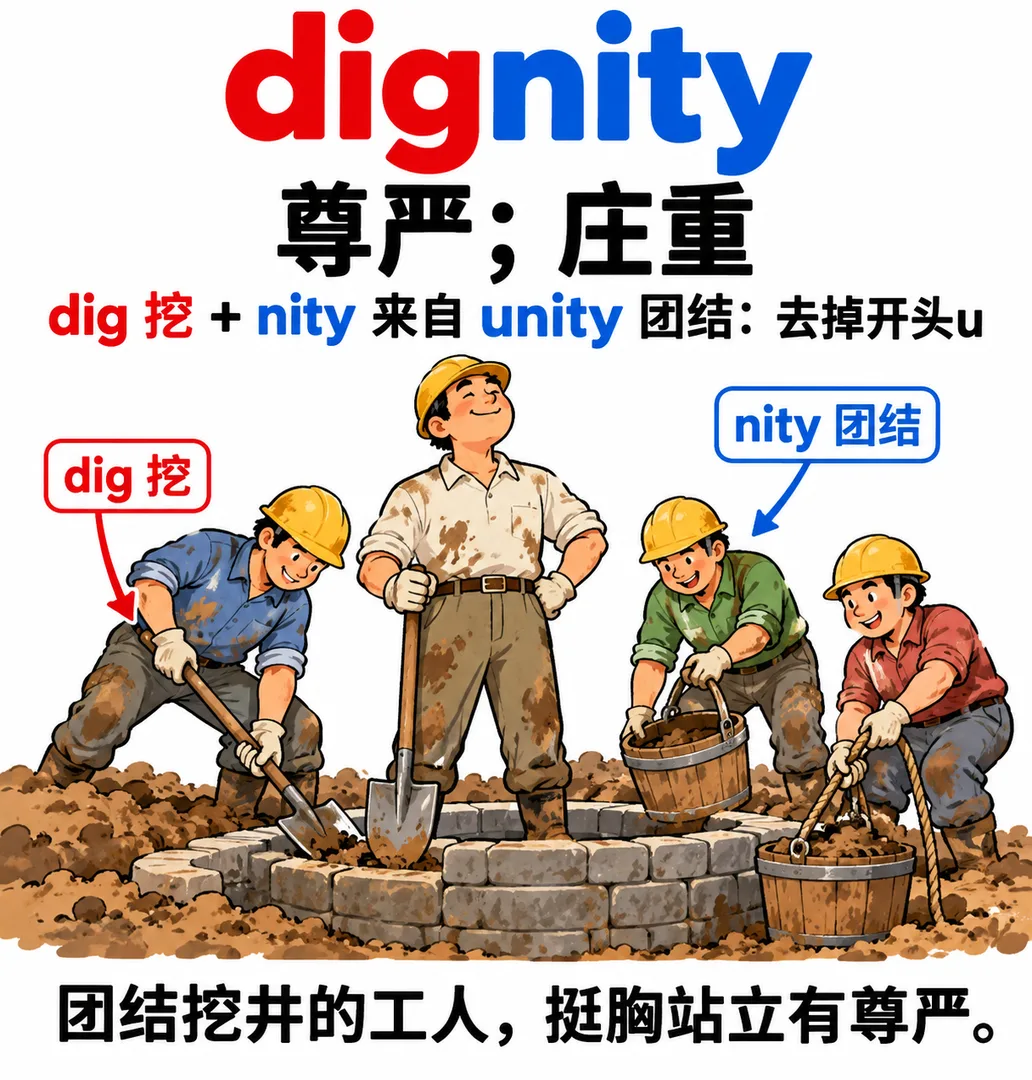 dignity
尊严；庄重
dig 挖 + nity 来自 unity 团结：去掉开头u
dig 挖
nity 团结
团结挖井的工人，挺胸站立有尊严。